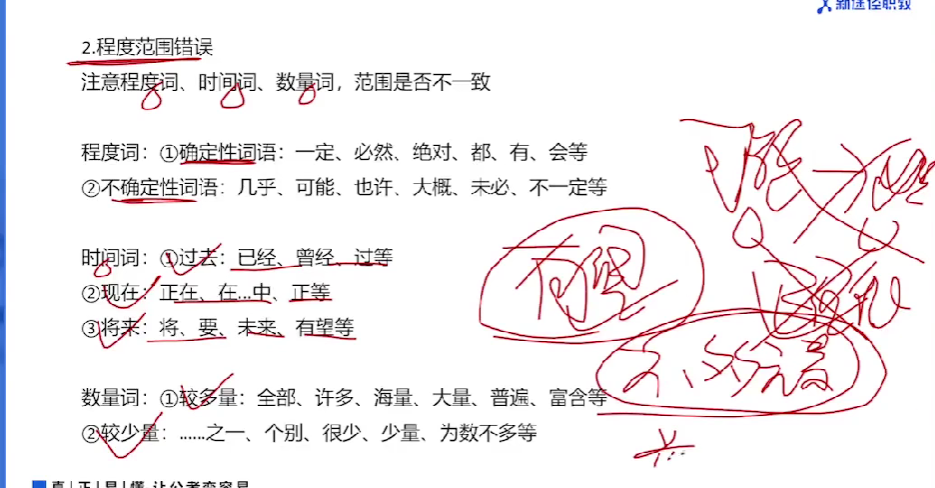 新途径职教
2.程度范围错误
注意程度词、时间词、数量词，范围是否不一致
程度词：①确定性词语：一定、必然、绝对、都、有、会等
②不确定性词语：几乎、可能、也许、大概、未必、不一定等
时间词：①过去：已经、曾经、过等
②现在：正在、在...中、正等
③将来：将、要、未来、有望等
有望
数量词：①较多量：全部、许多、海量、大量、普遍、富含等
②较少量：......之一、个别、很少、少量、为数不多等